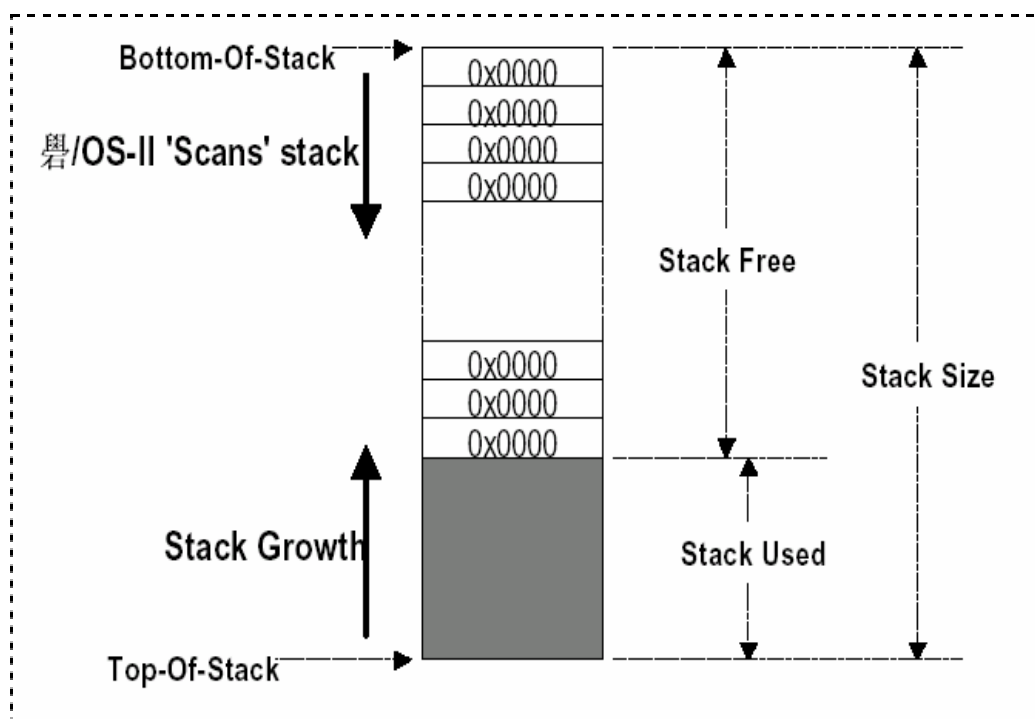 Bottom-Of-Stack
0x0000
0x0000
礐/OS-II 'Scans' stack
0x0000
0x0000
Stack Free
0x0000
Stack Size
0x0000
0x0000
Stack Growth
Stack Used
Top-Of-Stack